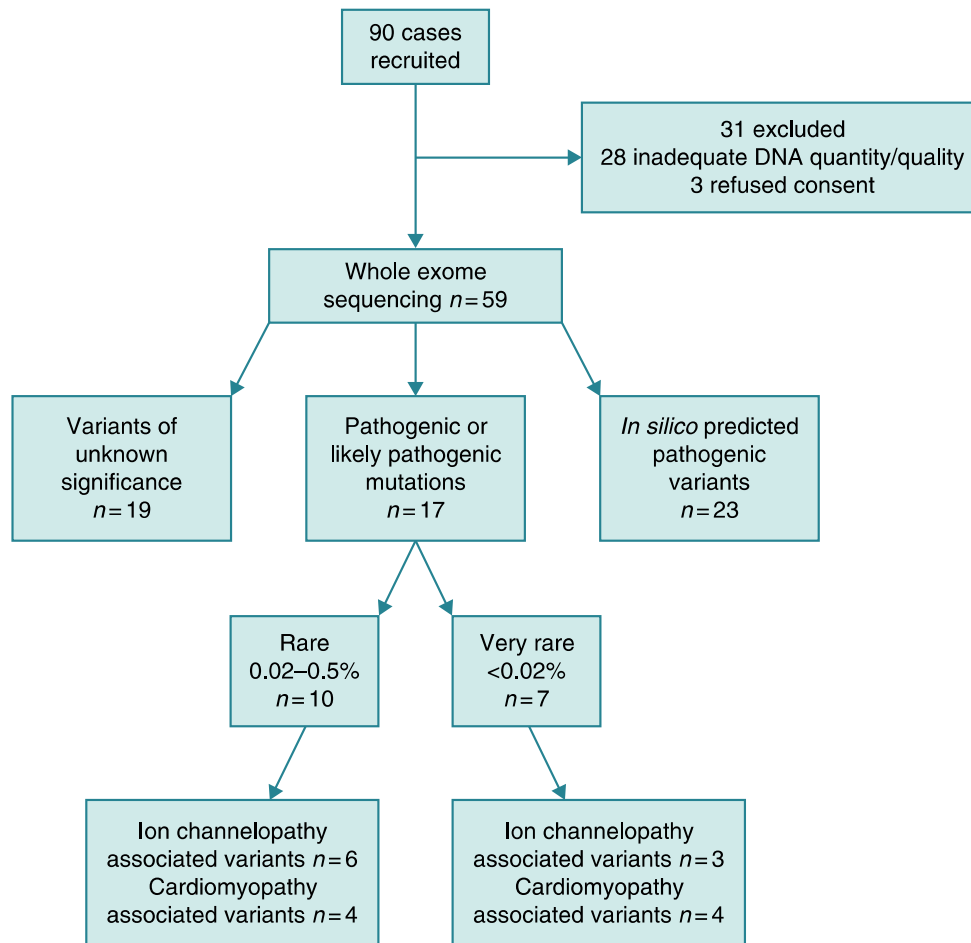 90 cases
recruited
31 excluded
28 inadequate DNA quantity/quality
3 refused consent
Whole exome
sequencing n=59
Variants of
unknown
significance
n=19
Pathogenic or
likely pathogenic
mutations
n=17
In silico predicted
pathogenic
variants
n=23
Rare
0.02–0.5%
n=10
Very rare
<0.02%
n=7
Ion channelopathy
associated variants n=6
Cardiomyopathy
associated variants n=4
Ion channelopathy
associated variants n=3
Cardiomyopathy
associated variants n=4